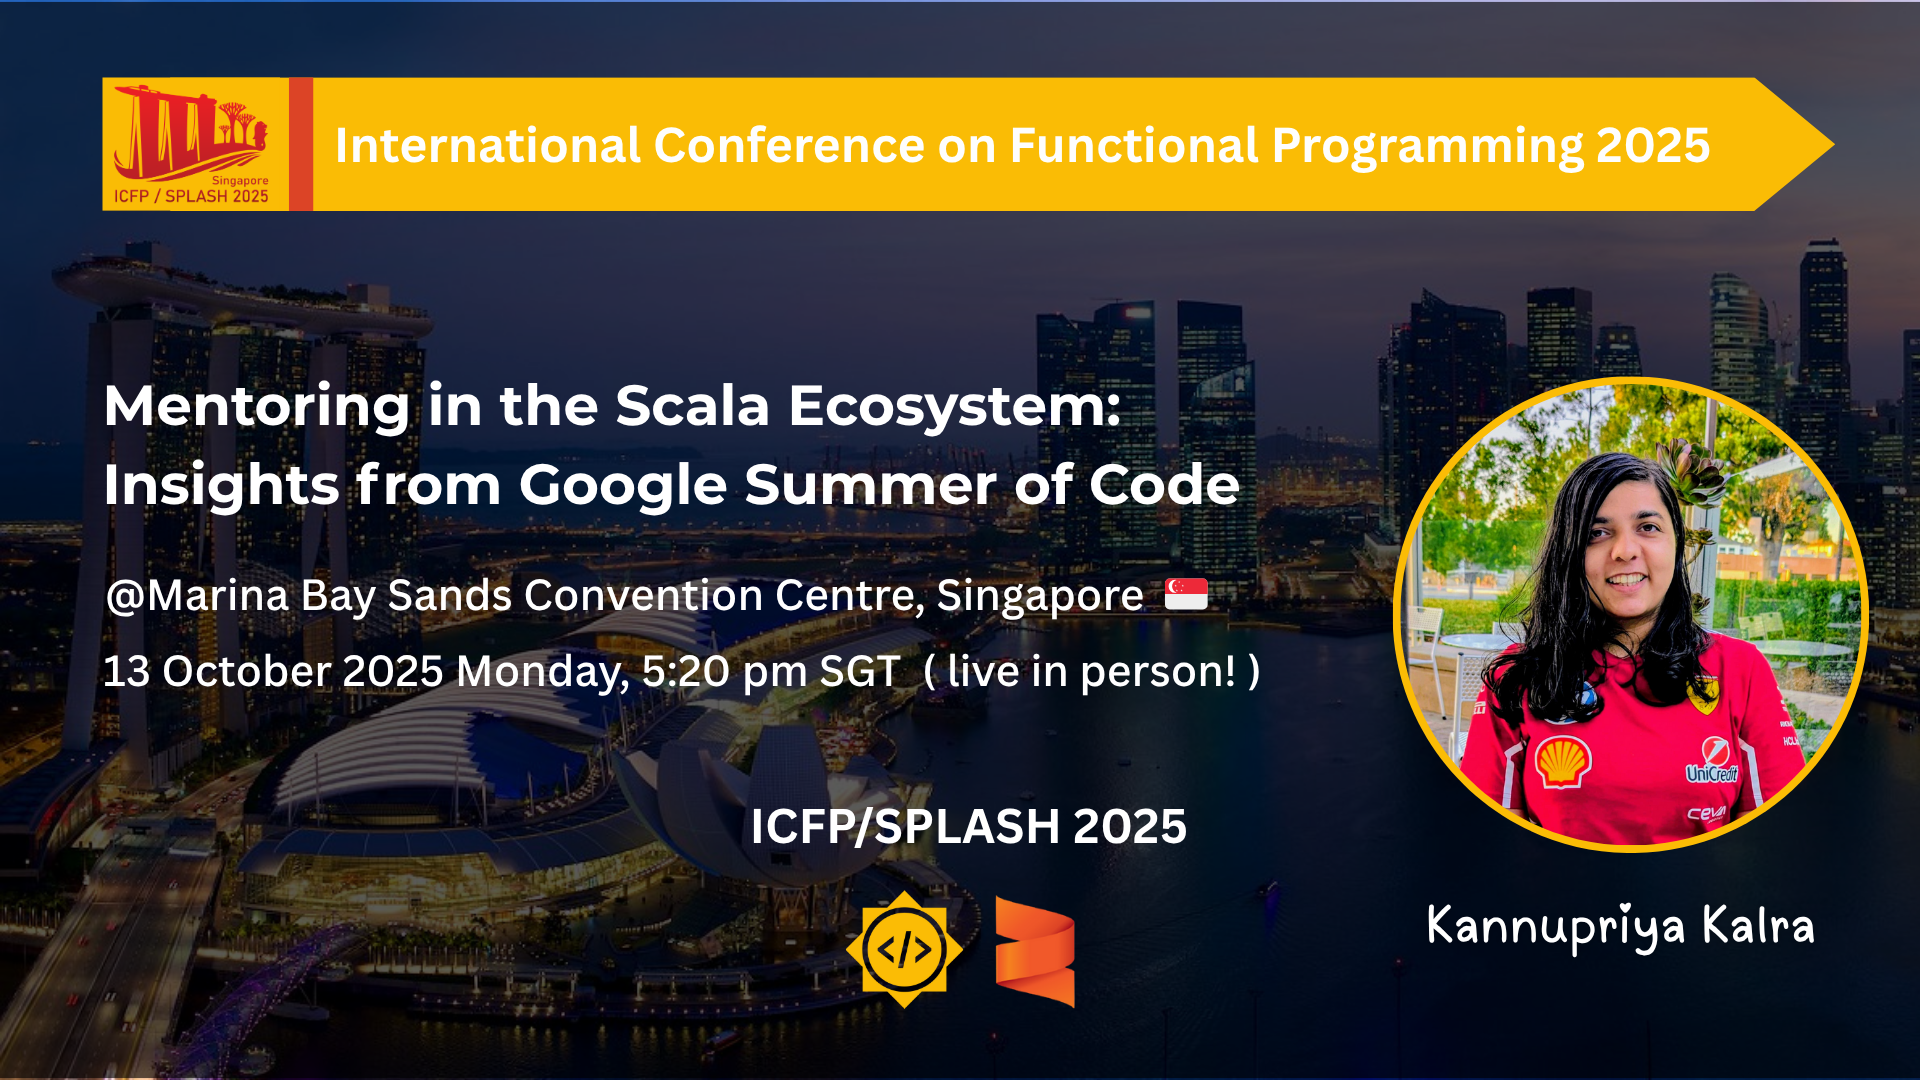 Singapore
ICFP / SPLASH 2025
International Conference on Functional Programming 2025
Mentoring in the Scala Ecosystem:
Insights from Google Summer of Code
@Marina Bay Sands Convention Centre, Singapore
13 October 2025 Monday, 5:20 pm SGT ( live in person! )
UniCredit
ceva
ICFP/SPLASH 2025
</>
Kannupriya Kalra